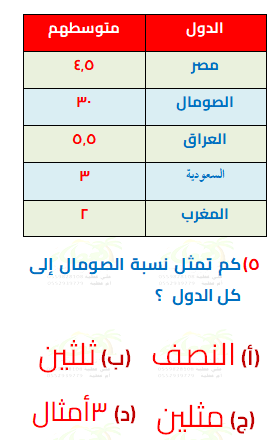 الدول متوسطهم
مصر ٤,٥
الصومال ٣٠
العراق ٥,٥
السعودية ٣
المغرب ٢
٥) كم تمثل نسبة الصومال إلى
كل الدول ؟
(أ) النصف (ب) ثلثين
(ج) مثلين (د) ٣أمثال